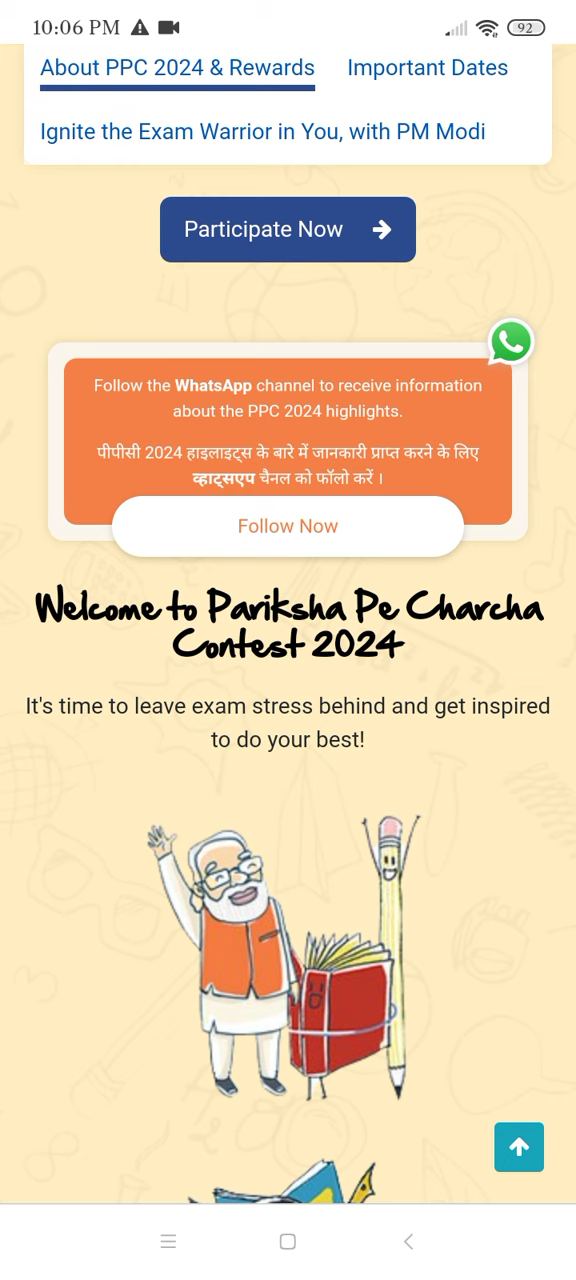 10:06 PM
92
About PPC 2024 & Rewards
Important Dates
Ignite the Exam Warrior in You, with PM Modi
Participate Now
Follow the WhatsApp channel to receive information
about the PPC 2024 highlights.
पीपीसी 2024 हाइलाइट्स के बारे में जानकारी प्राप्त करने के लिए
व्हाट्सएप चैनल को फॉलो करें ।
Follow Now
Welcome to Pariksha Pe Charcha
Contest 2024
It's time to leave exam stress behind and get inspired
to do your best!